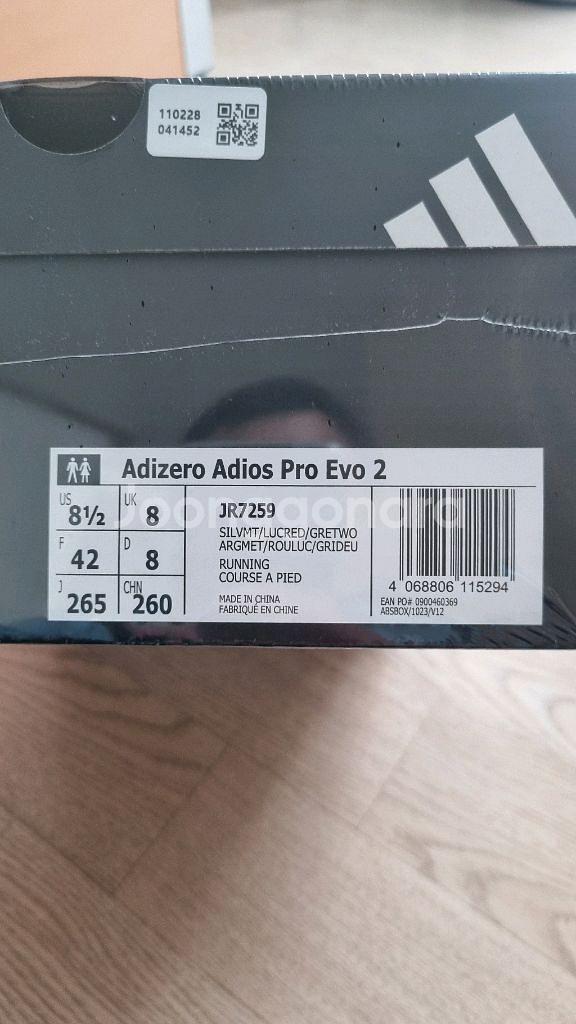 110228
041452
Adizero Adios Pro Evo 2
US 8½ UK 8
F 42 D 8
J 265 CHN 260
JR7259
SILVMT/LUCRED/GRETWO
ARGMET/ROULUC/GRIDEU
RUNNING
COURSE A PIED
MADE IN CHINA
FABRIQUÉ EN CHINE
4 068806 115294
EAN PO# 0900460369
ABSBOX/1023/V12
Joonggonara